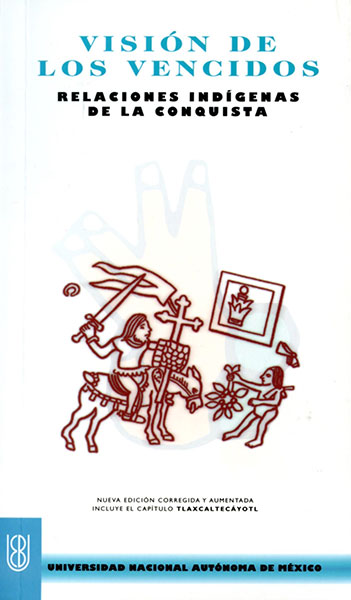 VISIÓN DE
LOS VENCIDOS
RELACIONES INDÍGENAS
DE LA CONQUISTA
NUEVA EDICIÓN CORREGIDA Y AUMENTADA
INCLUYE EL CAPÍTULO TLAXCALTECÁYOTL
UNIVERSIDAD NACIONAL AUTÓNOMA DE MÉXICO